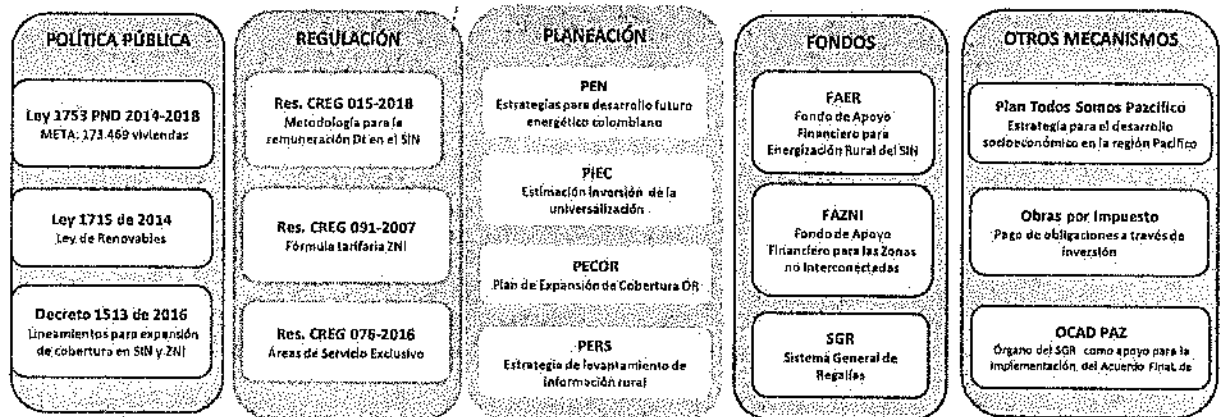 POLÍTICA PÚBLICA
Ley 1753 PND 2014-2018
META: 173.469 viviendas
Ley 1715 de 2014
Ley de Renovables
Decreto 1513 de 2016
Lineamientos para expansión
de cobertura en SIN y ZNI
REGULACIÓN
Res. CREG 015-2018
Metodología para la
remuneración Dt en el SIN
Res. CREG 091-2007
Fórmula tarifaria ZNI
Res. CREG 076-2016
Áreas de Servicio Exclusivo
PLANEACIÓN
PEN
Estrategias para desarrollo futuro
energético colombiano
PIEC
Estimación inversión de la
universalización
PECOR
Plan de Expansión de Cobertura OR
PERS
Estrategia de levantamiento de
información rural
FONDOS
FAER
Fondo de Apoyo
Financiero para
Energización Rural del SIN
FAZNI
Fondo de Apoyo
Financiero para las Zonas
no Interconectadas
SGR
Sistema General de
Regalías
OTROS MECANISMOS
Plan Todos Somos Pazcífico
Estrategia para el desarrollo
socioeconómico en la región Pacífico
Obras por Impuesto
Pago de obligaciones a través de
inversión
OCAD PAZ
Órgano del SGR como apoyo para la
implementación del Acuerdo Final de